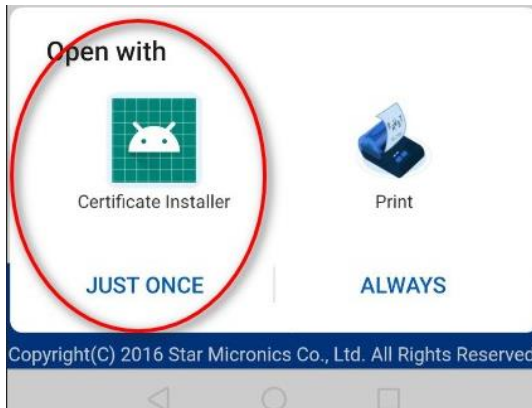 Open with
Certificate Installer
Print
JUST ONCE
ALWAYS
Copyright(C) 2016 Star Micronics Co., Ltd. All Rights Reserved